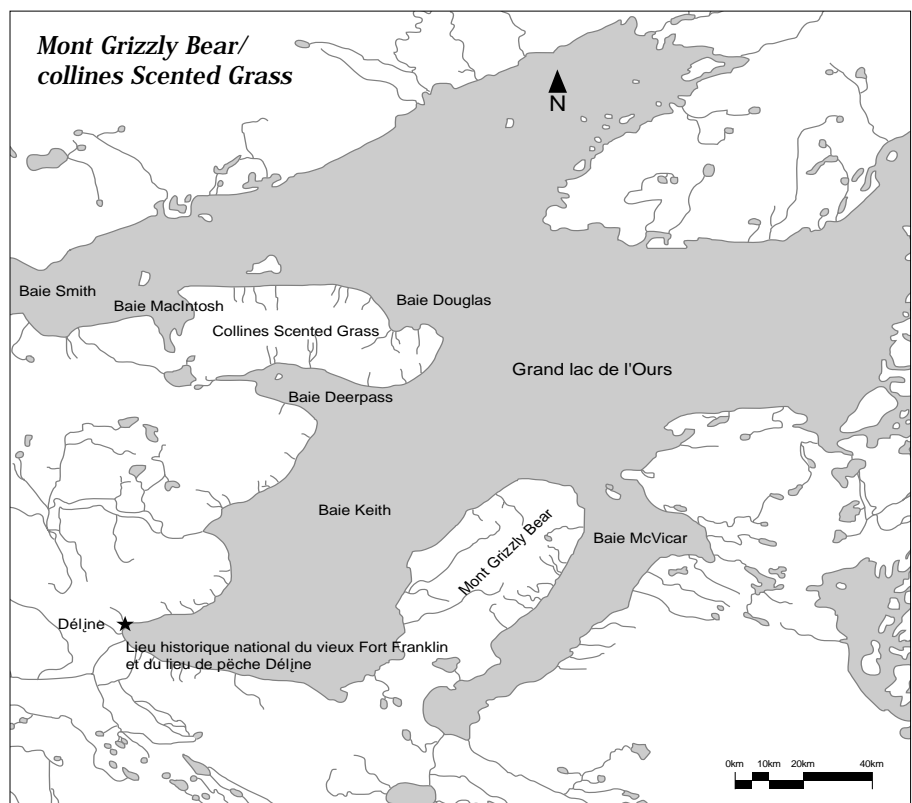 Mont Grizzly Bear/
collines Scented Grass
N
Baie Smith
Baie MacIntosh
Baie Douglas
Collines Scented Grass
Grand lac de l'Ours
Baie Deerpass
Baie Keith
Mont Grizzly Bear
Baie McVicar
Délįne
Lieu historique national du vieux Fort Franklin
et du lieu de pëche Délįne
0km 10km 20km 40km